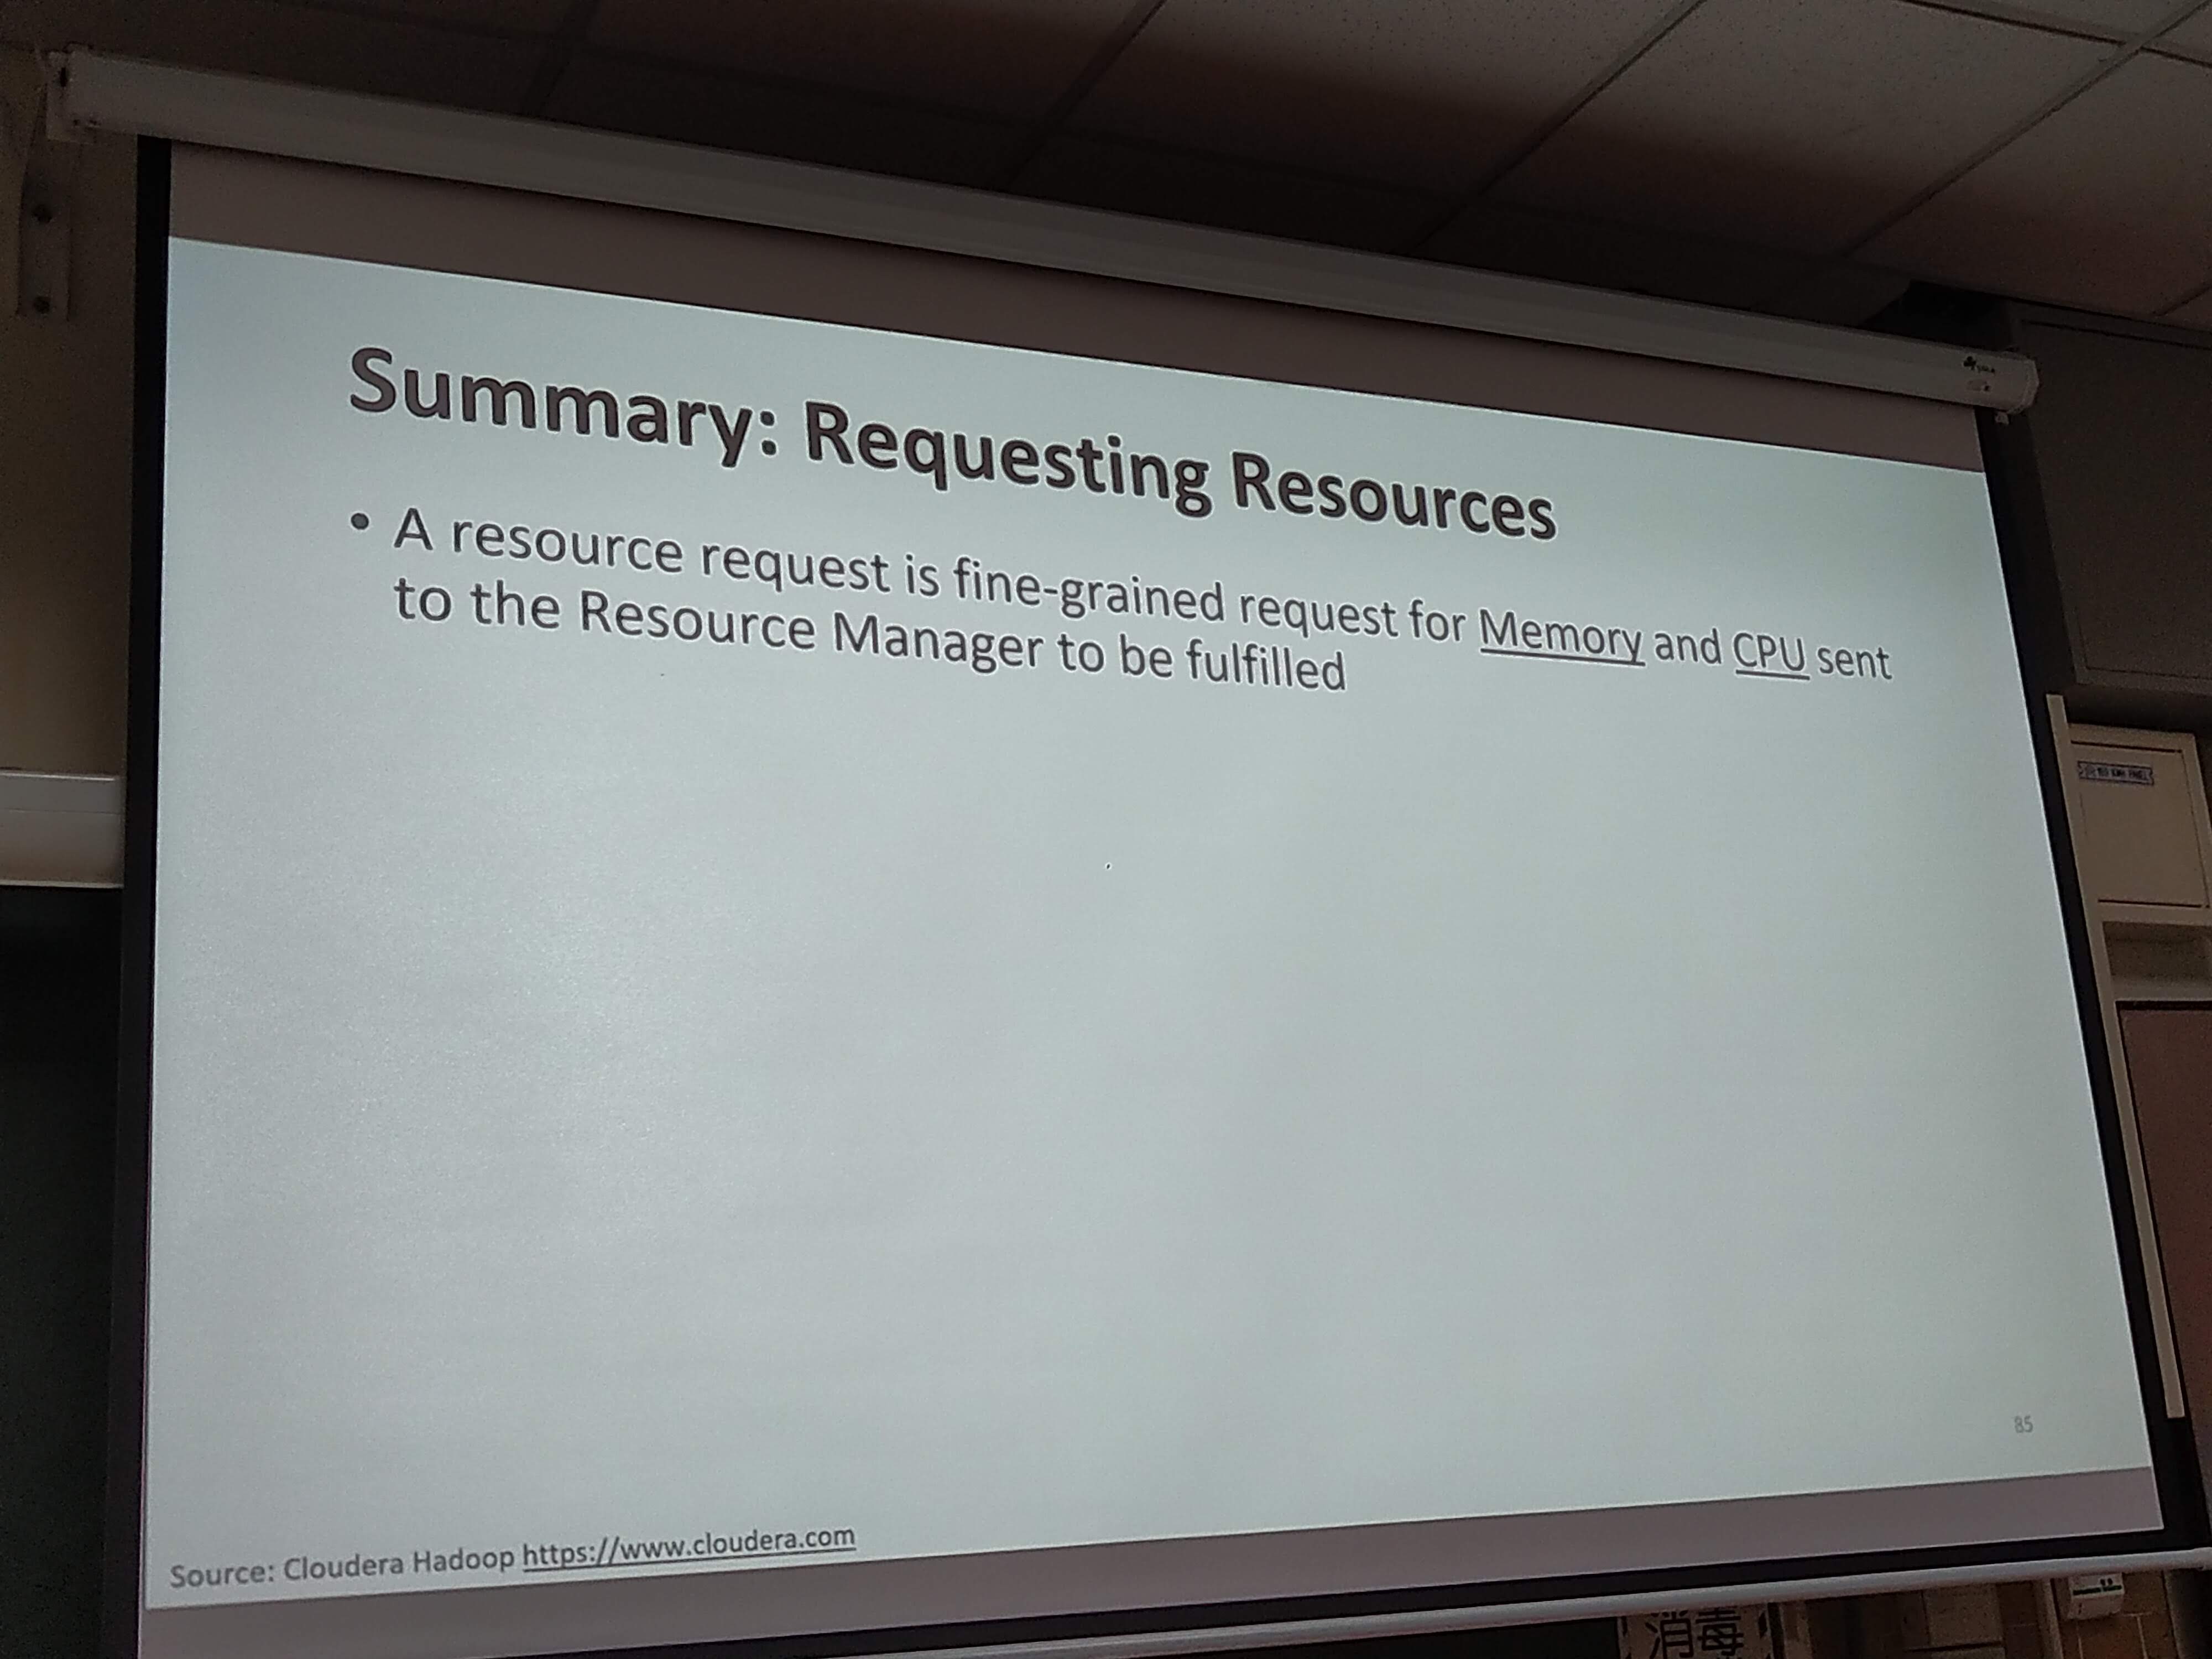 Summary: Requesting Resources
• A resource request is fine-grained request for Memory and CPU sent
to the Resource Manager to be fulfilled
85
Source: Cloudera Hadoop https://www.cloudera.com
消毒